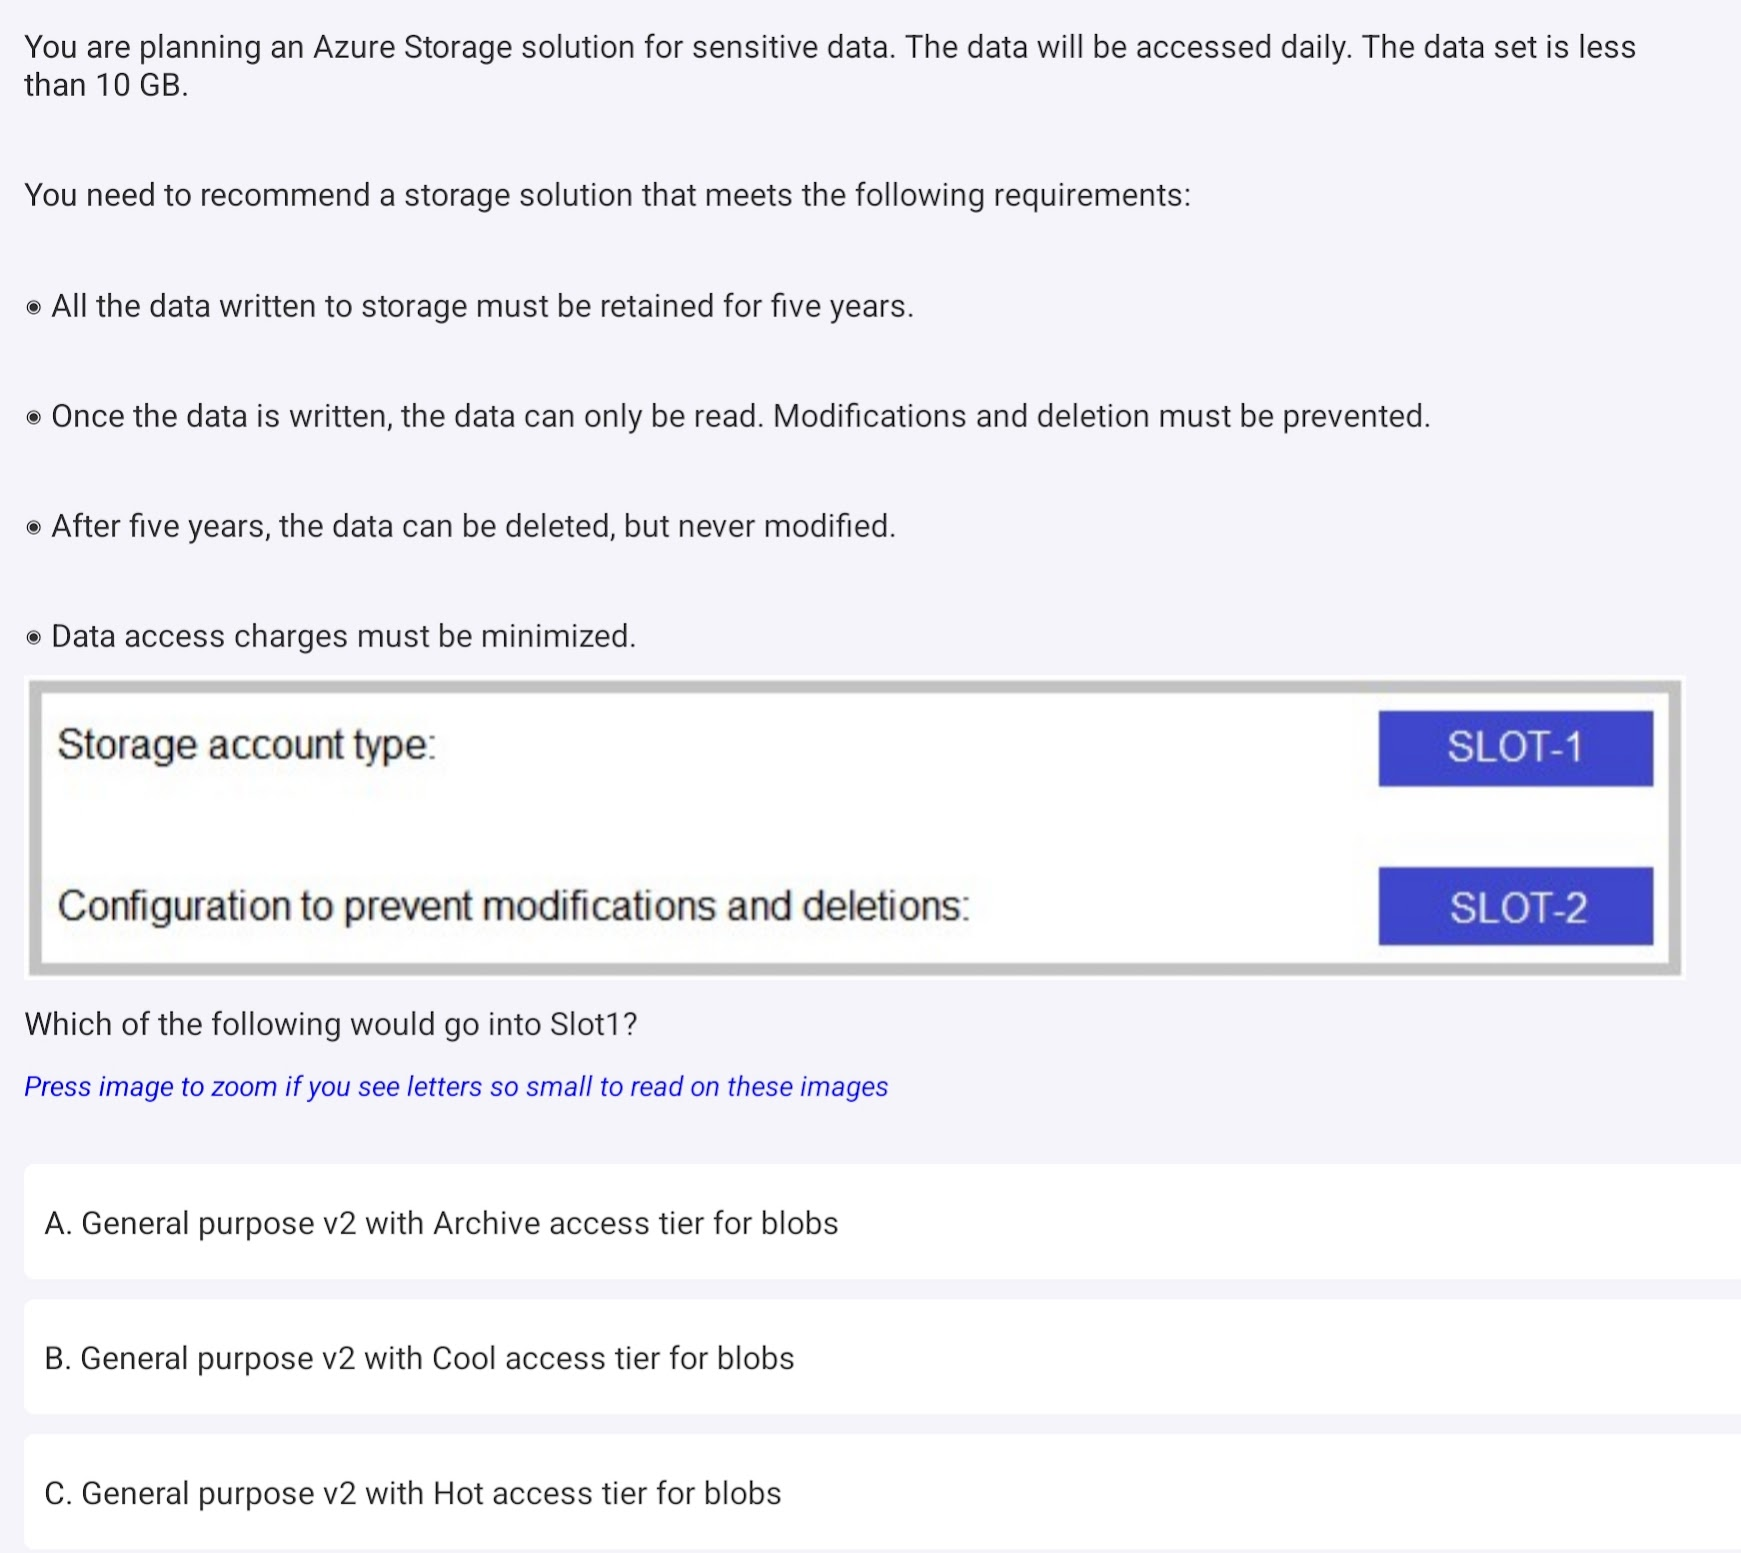 You are planning an Azure Storage solution for sensitive data. The data will be accessed daily. The data set is less
than 10 GB.
You need to recommend a storage solution that meets the following requirements:
◉ All the data written to storage must be retained for five years.
◉ Once the data is written, the data can only be read. Modifications and deletion must be prevented.
◉ After five years, the data can be deleted, but never modified.
◉ Data access charges must be minimized.
Storage account type: SLOT-1
Configuration to prevent modifications and deletions: SLOT-2
Which of the following would go into Slot1?
Press image to zoom if you see letters so small to read on these images
A. General purpose v2 with Archive access tier for blobs
B. General purpose v2 with Cool access tier for blobs
C. General purpose v2 with Hot access tier for blobs